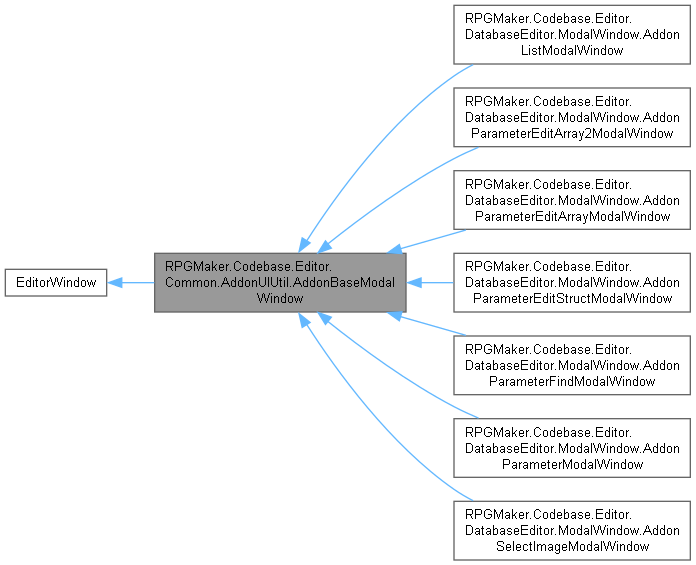 EditorWindow
RPGMaker.Codebase.Editor.
Common.AddonUIUtil.AddonBaseModal
Window
RPGMaker.Codebase.Editor.
DatabaseEditor.ModalWindow.Addon
ListModalWindow
RPGMaker.Codebase.Editor.
DatabaseEditor.ModalWindow.Addon
ParameterEditArray2ModalWindow
RPGMaker.Codebase.Editor.
DatabaseEditor.ModalWindow.Addon
ParameterEditArrayModalWindow
RPGMaker.Codebase.Editor.
DatabaseEditor.ModalWindow.Addon
ParameterEditStructModalWindow
RPGMaker.Codebase.Editor.
DatabaseEditor.ModalWindow.Addon
ParameterFindModalWindow
RPGMaker.Codebase.Editor.
DatabaseEditor.ModalWindow.Addon
ParameterModalWindow
RPGMaker.Codebase.Editor.
DatabaseEditor.ModalWindow.Addon
SelectImageModalWindow